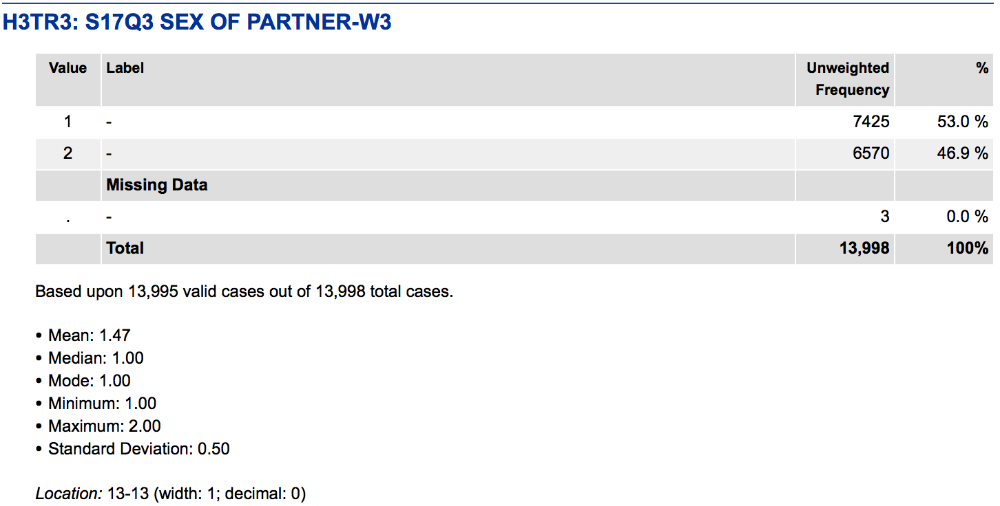 H3TR3: S17Q3 SEX OF PARTNER-W3
Value Label Unweighted Frequency %
1 - 7425 53.0 %
2 - 6570 46.9 %
Missing Data
. - 3 0.0 %
Total 13,998 100%
Based upon 13,995 valid cases out of 13,998 total cases.
• Mean: 1.47
• Median: 1.00
• Mode: 1.00
• Minimum: 1.00
• Maximum: 2.00
• Standard Deviation: 0.50
Location: 13-13 (width: 1; decimal: 0)